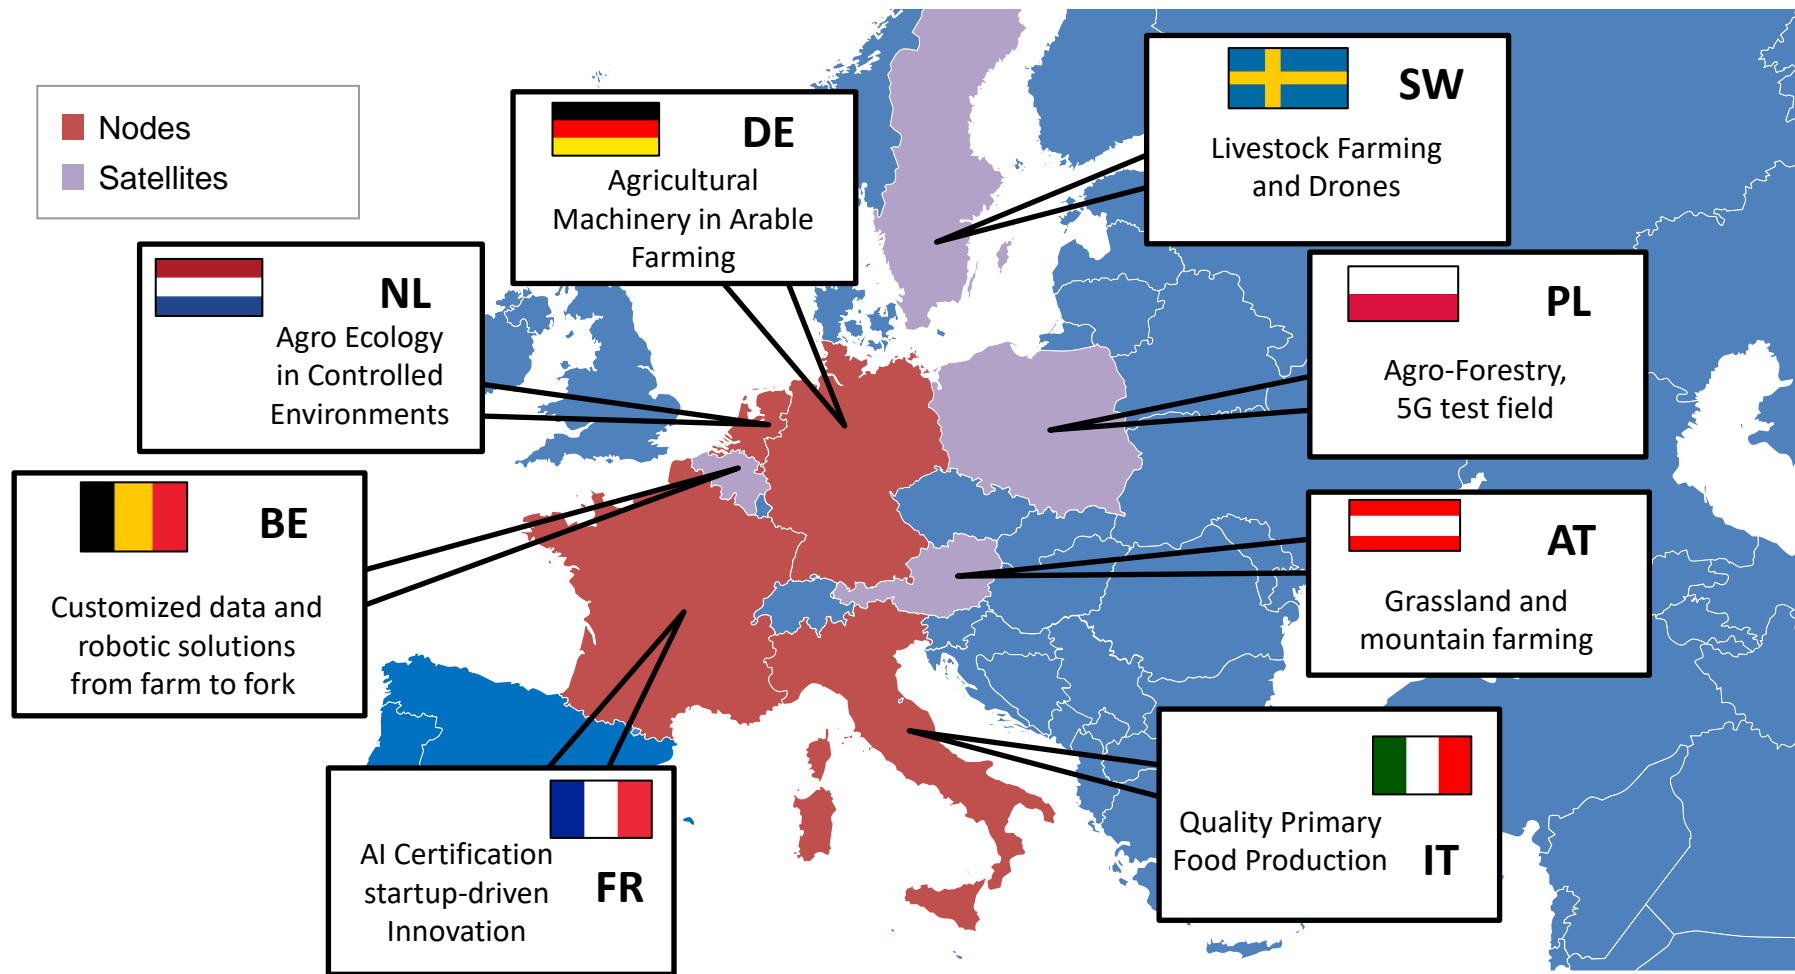 Nodes
Satellites
DE
Agricultural
Machinery in Arable
Farming
SW
Livestock Farming
and Drones
NL
Agro Ecology
in Controlled
Environments
PL
Agro-Forestry,
5G test field
BE
Customized data and
robotic solutions
from farm to fork
AT
Grassland and
mountain farming
FR
AI Certification
startup-driven
Innovation
IT
Quality Primary
Food Production